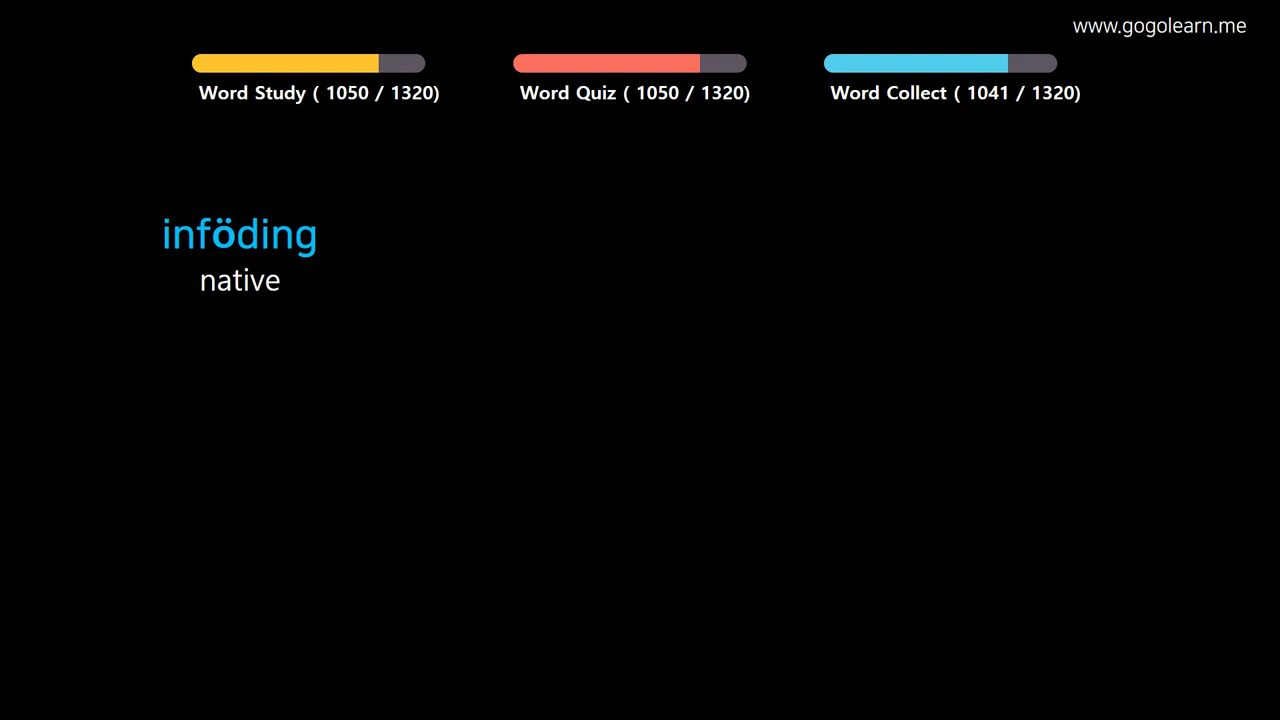 www.gogolearn.me
Word Study ( 1050 / 1320)
Word Quiz ( 1050 / 1320)
Word Collect ( 1041 / 1320)
inföding
native